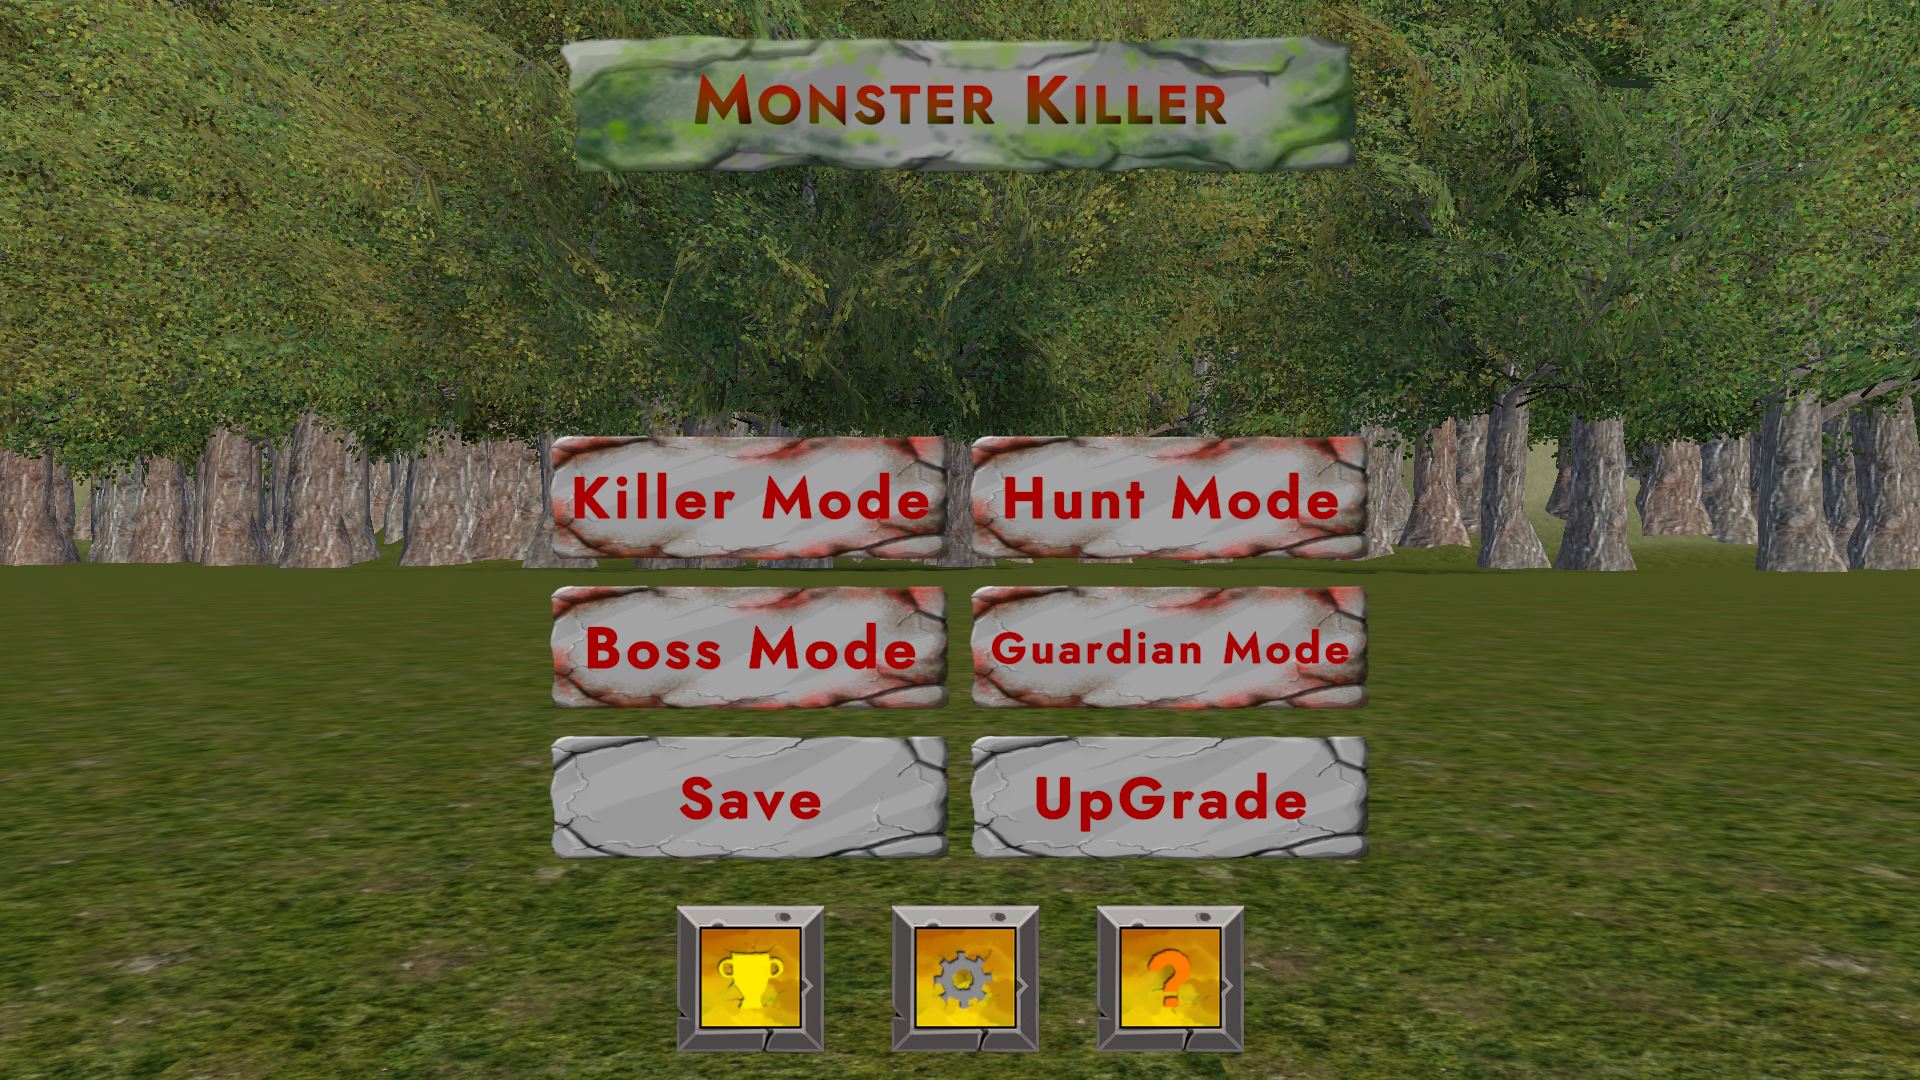 Monster Killer
Killer Mode
Hunt Mode
Boss Mode
Guardian Mode
Save
UpGrade
?